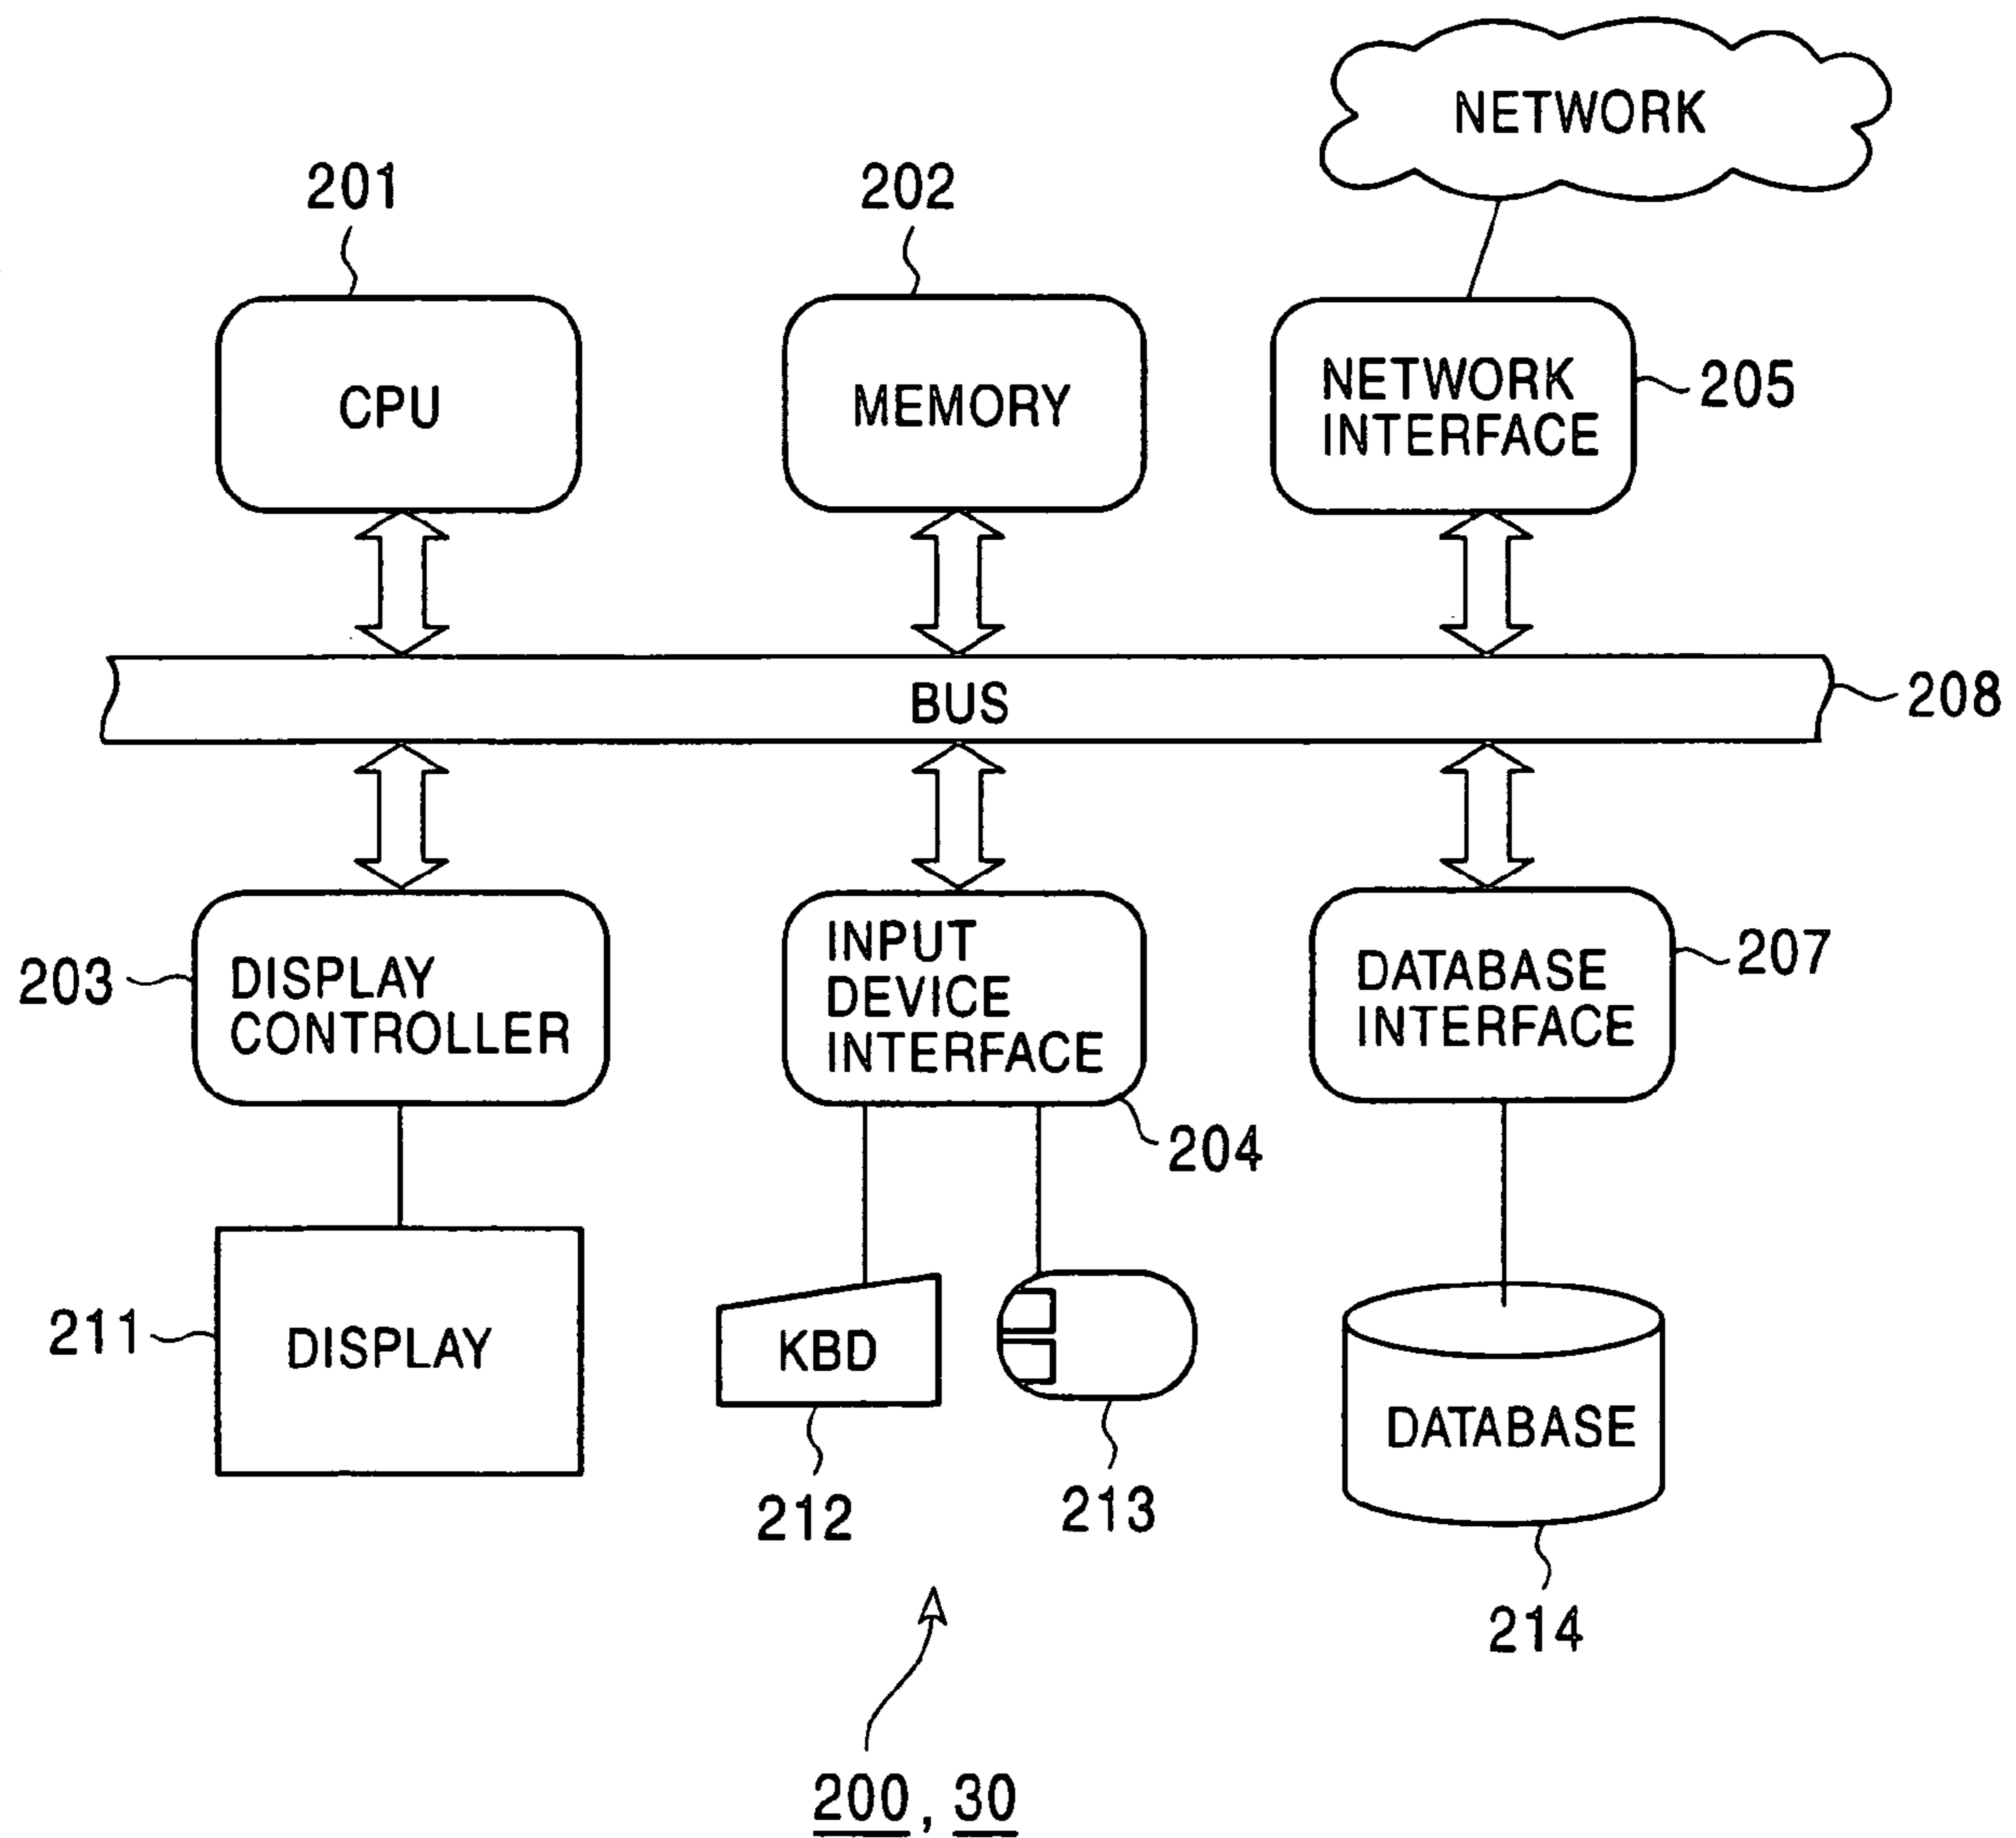 NETWORK
201
202
CPU
MEMORY
NETWORK
INTERFACE
205
BUS
208
203
DISPLAY
CONTROLLER
INPUT
DEVICE
INTERFACE
204
DATABASE
INTERFACE
207
211
DISPLAY
KBD
212
213
DATABASE
214
200, 30